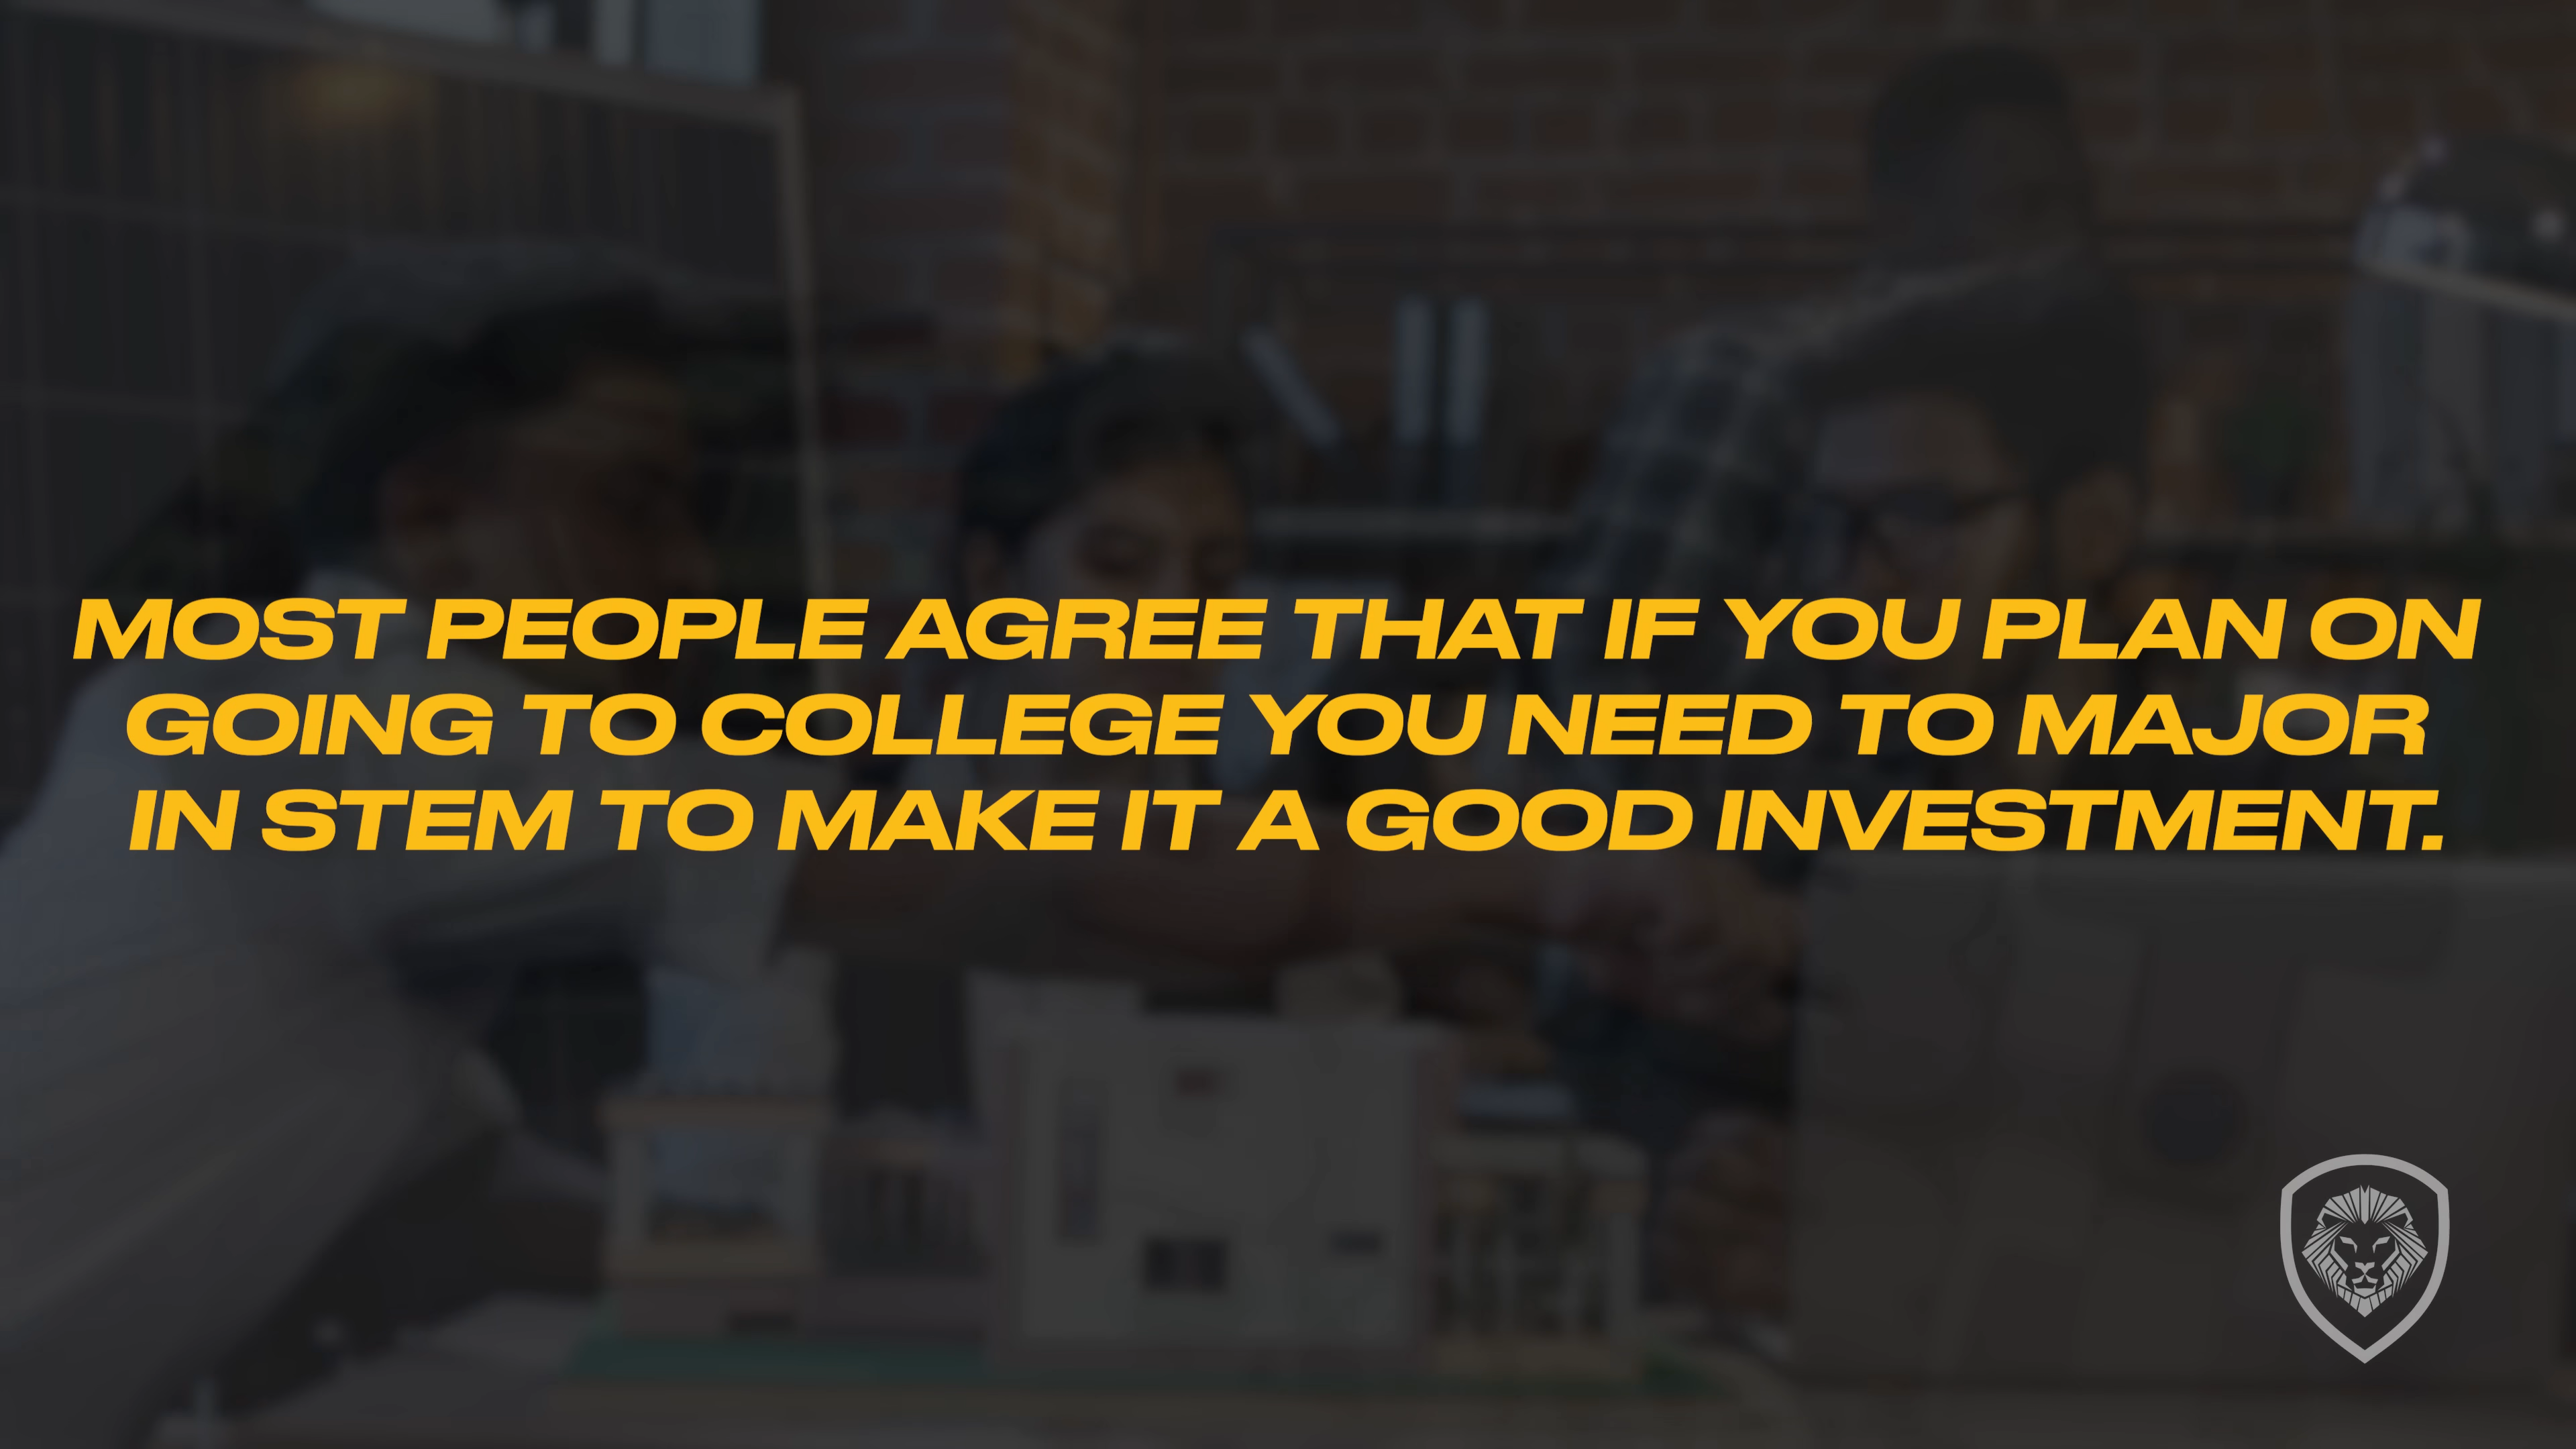 MOST PEOPLE AGREE THAT IF YOU PLAN ON
GOING TO COLLEGE YOU NEED TO MAJOR
IN STEM TO MAKE IT A GOOD INVESTMENT.